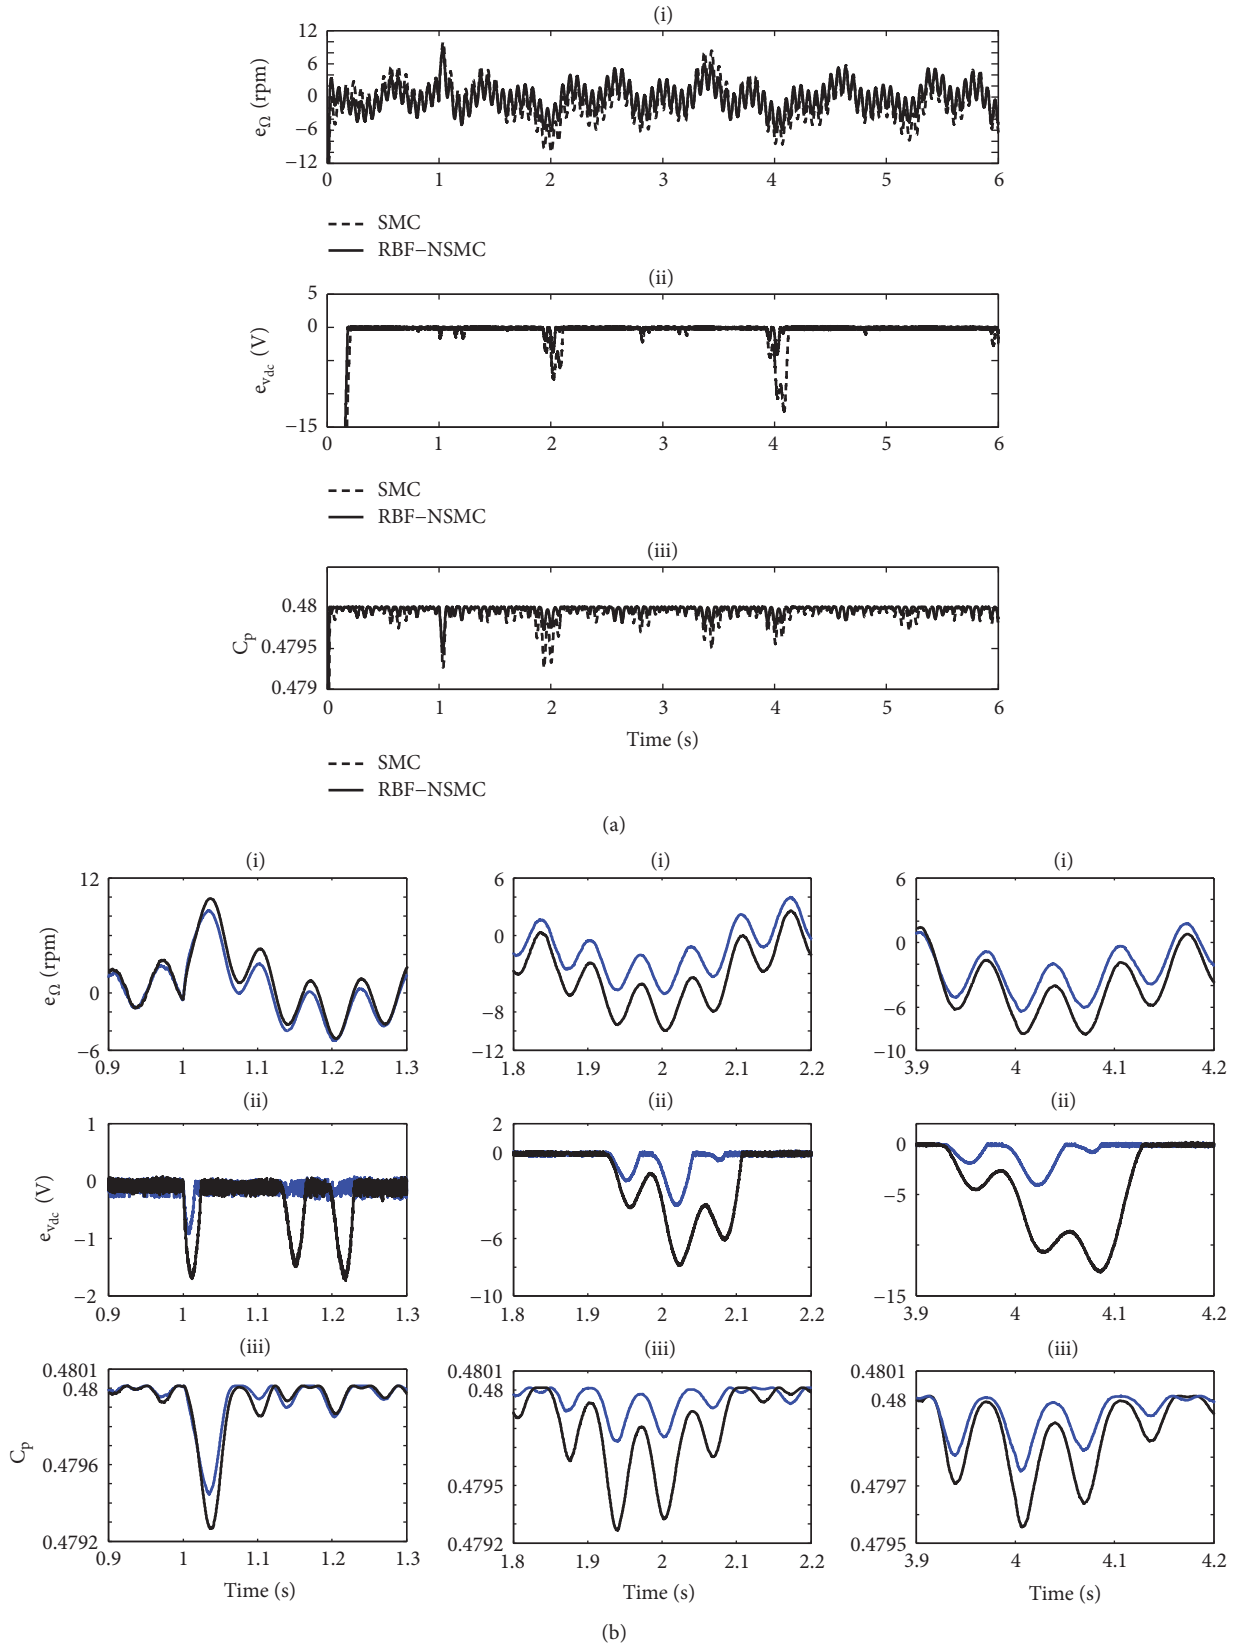 (i)
12
6
0
−6
−12
e_Ω (rpm)
0 1 2 3 4 5 6
SMC
RBF−NSMC
(ii)
5
0
−15
e_v_dc (V)
0 1 2 3 4 5 6
SMC
RBF−NSMC
(iii)
0.48
0.4795
0.479
C_p
0 1 2 3 4 5 6
Time (s)
SMC
RBF−NSMC
(a)
(i) (i) (i)
12
0
−6
e_Ω (rpm)
0.9 1 1.1 1.2 1.3
6
0
−8
−12
1.8 1.9 2 2.1 2.2
6
0
−6
−10
3.9 4 4.1 4.2
(ii) (ii) (ii)
1
0
−1
−2
e_v_dc (V)
0.9 1 1.1 1.2 1.3
2
0
−6
−10
1.8 1.9 2 2.1 2.2
0
−5
−15
3.9 4 4.1 4.2
(iii) (iii) (iii)
0.4801
0.48
0.4796
0.4792
C_p
0.9 1 1.1 1.2 1.3
Time (s)
0.4801
0.48
0.4795
0.4792
1.8 1.9 2 2.1 2.2
Time (s)
0.4801
0.48
0.4797
0.4795
3.9 4 4.1 4.2
Time (s)
(b)